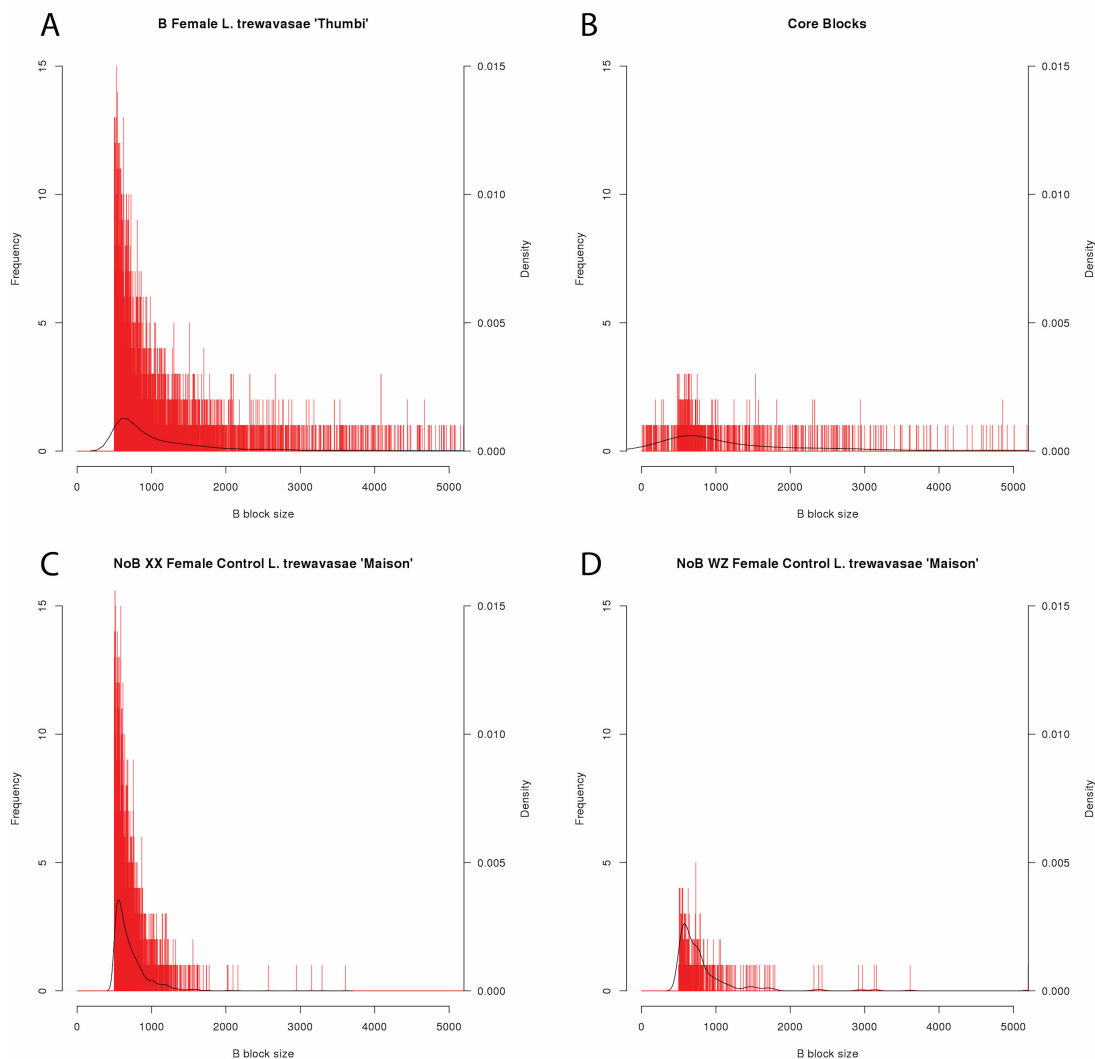 A
B Female L. trewavasae 'Thumbi'
15
10
5
0
Frequency
0.015
0.010
0.005
0.000
Density
0 1000 2000 3000 4000 5000
B block size
B
Core Blocks
15
10
5
0
Frequency
0.015
0.010
0.005
0.000
Density
0 1000 2000 3000 4000 5000
B block size
C
NoB XX Female Control L. trewavasae 'Maison'
15
10
5
0
Frequency
0.015
0.010
0.005
0.000
Density
0 1000 2000 3000 4000 5000
B block size
D
NoB WZ Female Control L. trewavasae 'Maison'
15
10
5
0
Frequency
0.015
0.010
0.005
0.000
Density
0 1000 2000 3000 4000 5000
B block size